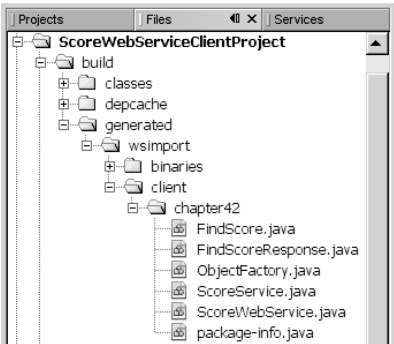 Projects Files Services
ScoreWebServiceClientProject
build
classes
depcache
generated
wsimport
binaries
client
chapter42
FindScore.java
FindScoreResponse.java
ObjectFactory.java
ScoreService.java
ScoreWebService.java
package-info.java